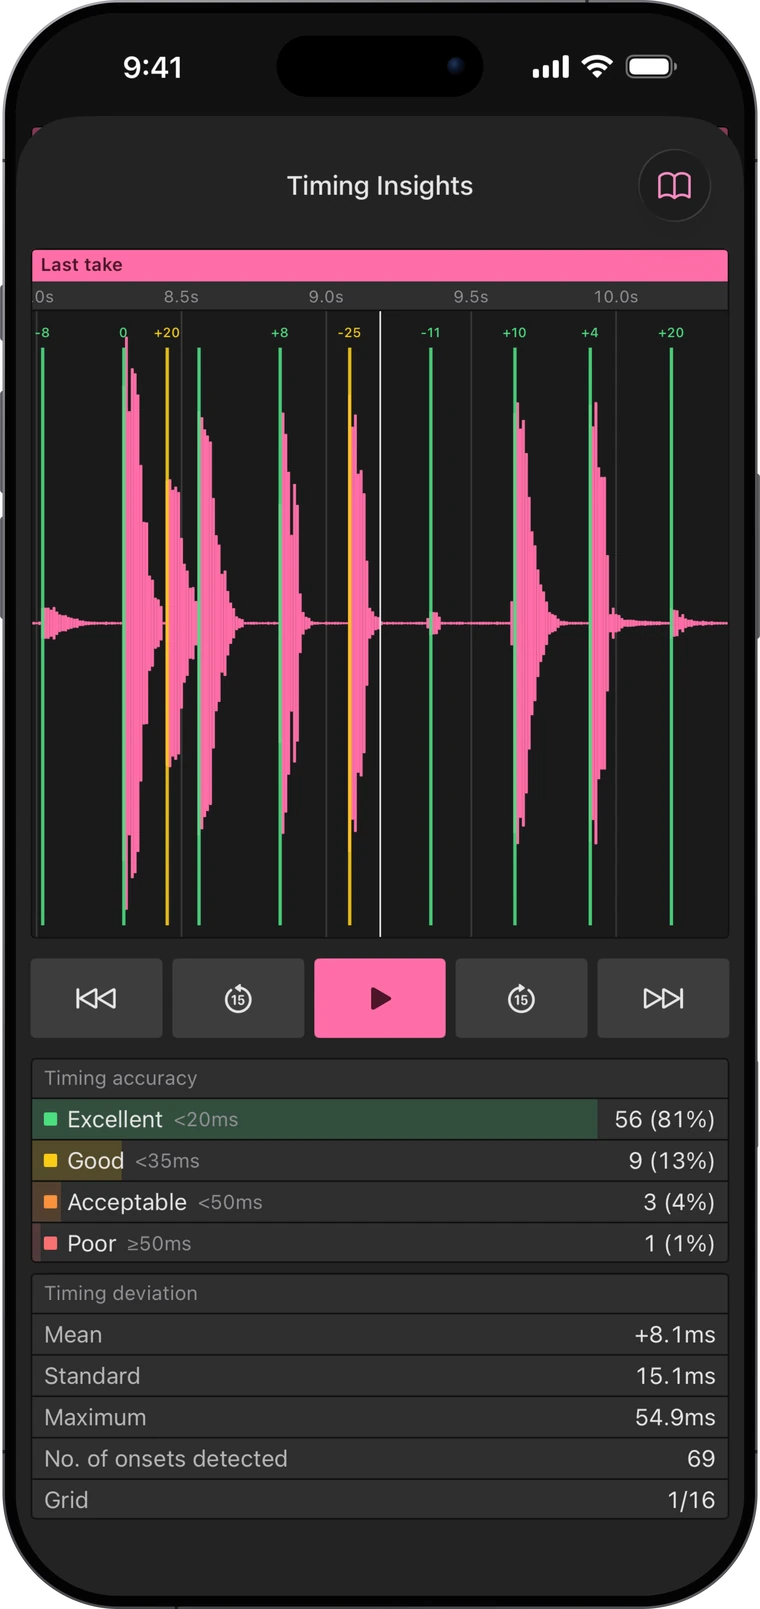 9:41
Timing Insights
Last take
.0s 8.5s 9.0s 9.5s 10.0s
-8 0 +20 +8 -25 -11 +10 +4 +20
15 15
Timing accuracy
Excellent <20ms 56 (81%)
Good <35ms 9 (13%)
Acceptable <50ms 3 (4%)
Poor ≥50ms 1 (1%)
Timing deviation
Mean +8.1ms
Standard 15.1ms
Maximum 54.9ms
No. of onsets detected 69
Grid 1/16